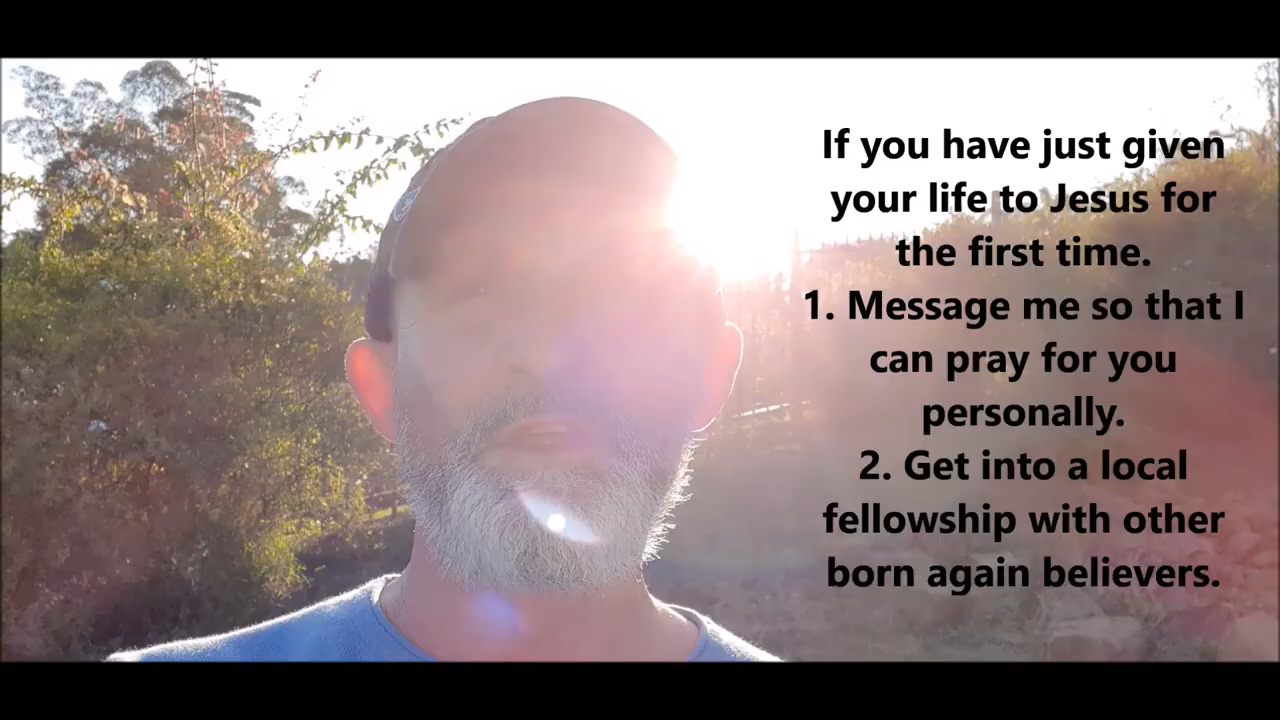 If you have just given
your life to Jesus for
the first time.
1. Message me so that I
can pray for you
personally.
2. Get into a local
fellowship with other
born again believers.